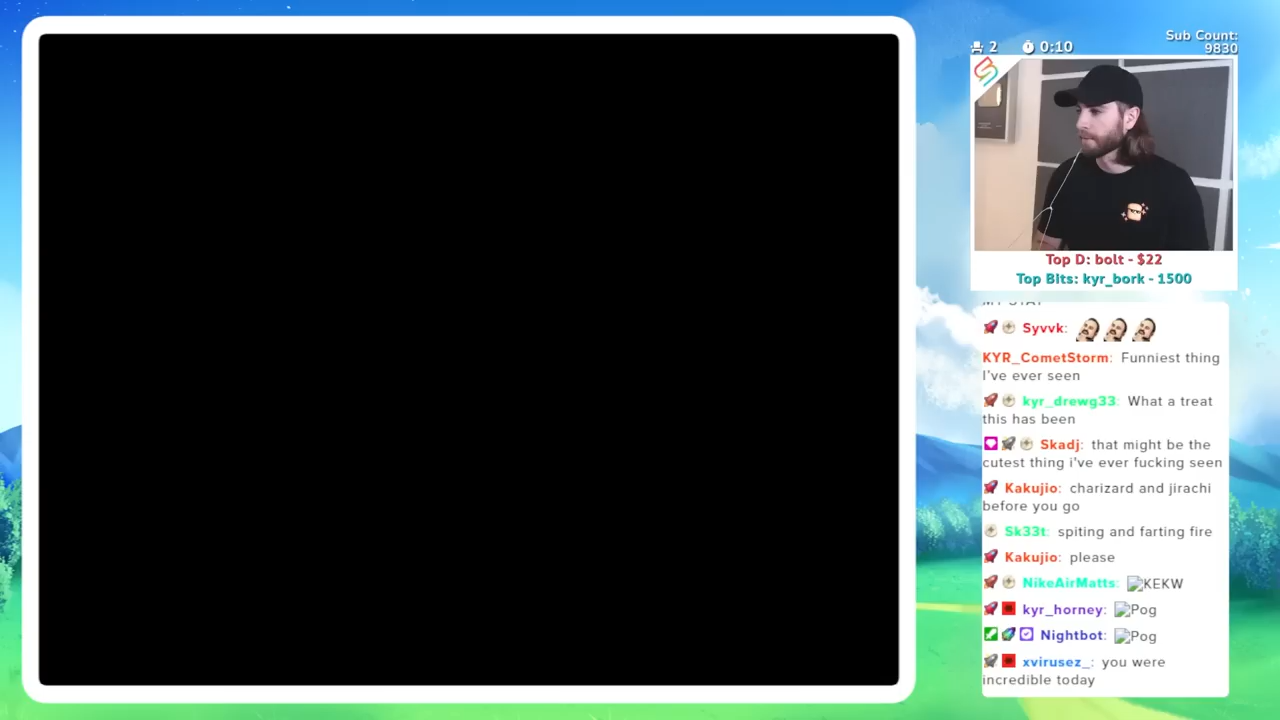 2
0:10
Sub Count:
9830
Top D: bolt - $22
Top Bits: kyr_bork - 1500
MY STAY
Syvvk:
KYR_CometStorm: Funniest thing
I've ever seen
kyr_drewg33: What a treat
this has been
Skadj: that might be the
cutest thing i've ever fucking seen
Kakujio: charizard and jirachi
before you go
Sk33t: spiting and farting fire
Kakujio: please
NikeAirMatts: KEKW
kyr_horney: Pog
Nightbot: Pog
xvirusez_: you were
incredible today